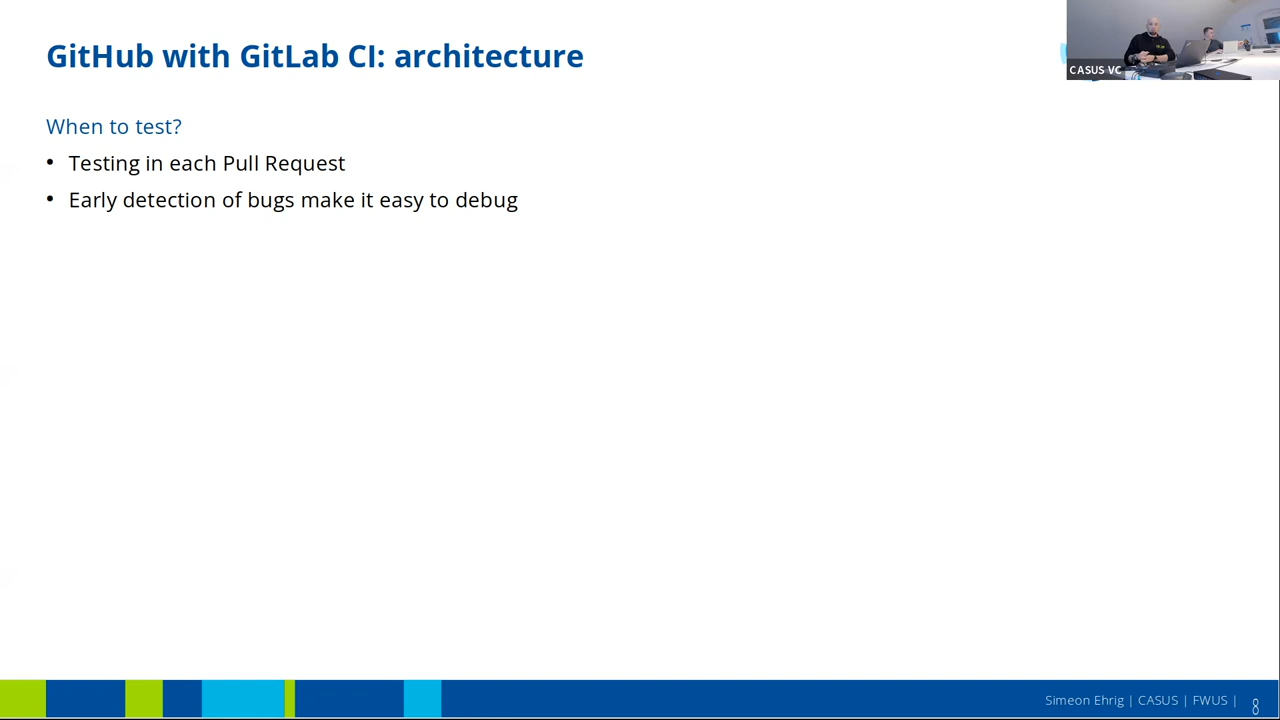 GitHub with GitLab CI: architecture
CASUS VC
When to test?
• Testing in each Pull Request
• Early detection of bugs make it easy to debug
Simeon Ehrig | CASUS | FWUS |
8